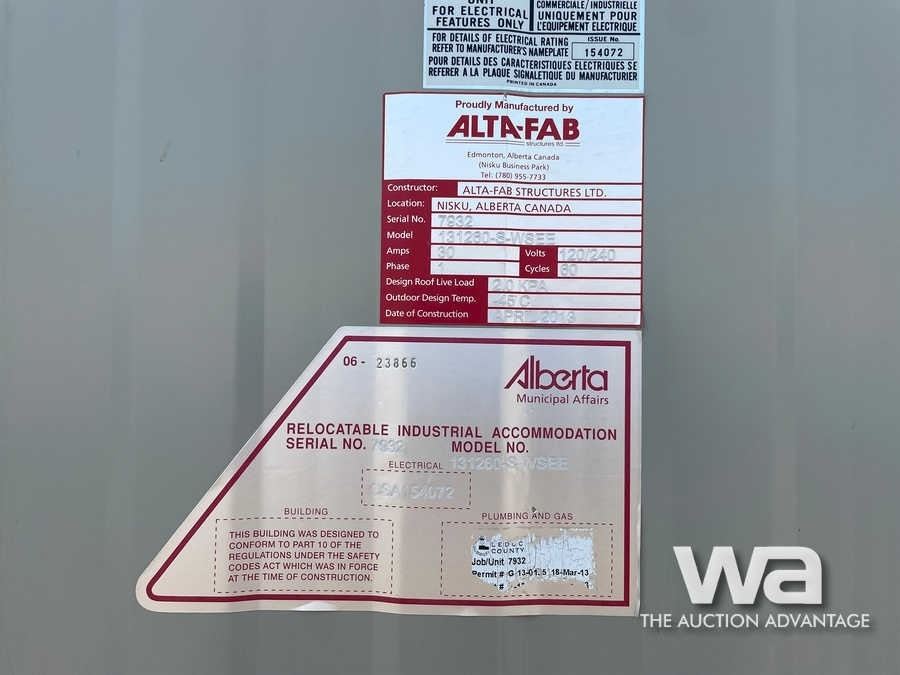 UNIT
FOR ELECTRICAL
FEATURES ONLY
COMMERCIALE/INDUSTRIELLE
UNIQUEMENT POUR
L'EQUIPEMENT ELECTRIQUE
FOR DETAILS OF ELECTRICAL RATING
REFER TO MANUFACTURER'S NAMEPLATE
ISSUE No.
154072
POUR DETAILS DES CARACTERISTIQUES ELECTRIQUES SE
REFERER A LA PLAQUE SIGNALETIQUE DU MANUFACTURIER
PRINTED IN CANADA
Proudly Manufactured by
ALTA-FAB
structures ltd.
Edmonton, Alberta Canada
(Nisku Business Park)
Tel: (780) 955-7733
Constructor: ALTA-FAB STRUCTURES LTD.
Location: NISKU, ALBERTA CANADA
Serial No. 7932
Model 131260-S-WSEE
Amps 30 Volts 120/240
Phase 1 Cycles 60
Design Roof Live Load 2.0 KPA
Outdoor Design Temp. -45 C
Date of Construction APRIL 2013
06 - 23866
Alberta
Municipal Affairs
RELOCATABLE INDUSTRIAL ACCOMMODATION
SERIAL NO. 7932 MODEL NO.
ELECTRICAL 131260-S-WSEE
CSA154072
BUILDING
THIS BUILDING WAS DESIGNED TO
CONFORM TO PART 10 OF THE
REGULATIONS UNDER THE SAFETY
CODES ACT WHICH WAS IN FORCE
AT THE TIME OF CONSTRUCTION.
PLUMBING AND GAS
LEDUC
COUNTY
Job/Unit 7932
Permit # G 13-01 5 18-Mar-13
wa
THE AUCTION ADVANTAGE